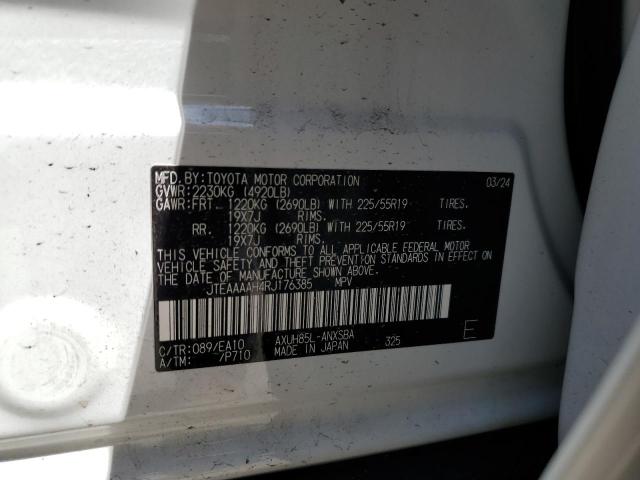 MFD.BY:TOYOTA MOTOR CORPORATION 03/24
GVWR:2230KG (4920LB)
GAWR:FRT. 1220KG (2690LB) WITH 225/55R19 TIRES.
19X7J RIMS.
RR. 1220KG (2690LB) WITH 225/55R19 TIRES.
19X7J RIMS.
THIS VEHICLE CONFORMS TO ALL APPLICABLE FEDERAL MOTOR
VEHICLE SAFETY, BUMPER, AND THEFT PREVENTION STANDARDS
IN EFFECT ON THE DATE OF MANUFACTURE SHOWN ABOVE.
JTEAAAAH4RJ176385 MPV
C/TR:089/EA10 AXUH85L-ANXSBA 325
A/TM: /P710 MADE IN JAPAN E